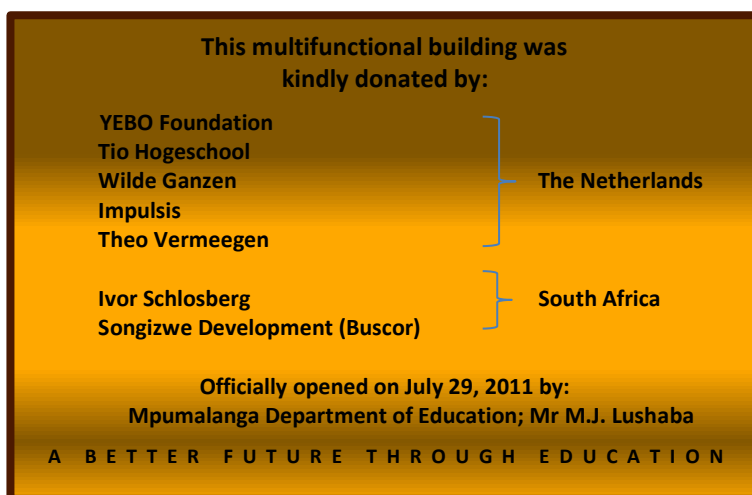 This multifunctional building was
kindly donated by:
YEBO Foundation
Tio Hogeschool
Wilde Ganzen
The Netherlands
Impulsis
Theo Vermeegen
Ivor Schlosberg
South Africa
Songizwe Development (Buscor)
Officially opened on July 29, 2011 by:
Mpumalanga Department of Education; Mr M.J. Lushaba
A BETTER FUTURE THROUGH EDUCATION